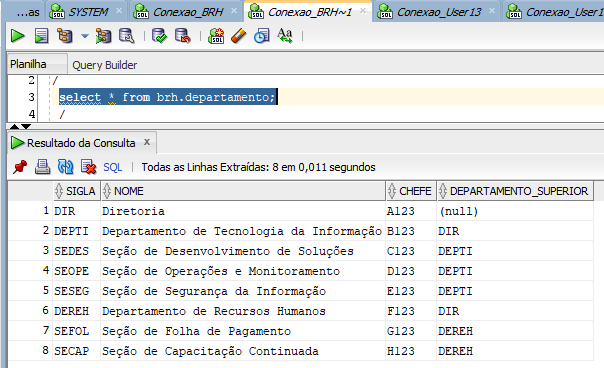 ...as SYSTEM Conexao_BRH Conexao_BRH~1 Conexao_User13 Conexao_User1
SQL
Aa
Planilha Query Builder
2 /
3 select * from brh.departamento;
/
Resultado da Consulta x
SQL | Todas as Linhas Extraídas: 8 em 0,011 segundos
SIGLA NOME CHEFE DEPARTAMENTO_SUPERIOR
1 DIR Diretoria A123 (null)
2 DEPTI Departamento de Tecnologia da Informação B123 DIR
3 SEDES Seção de Desenvolvimento de Soluções C123 DEPTI
4 SEOPE Seção de Operações e Monitoramento D123 DEPTI
5 SESEG Seção de Segurança da Informação E123 DEPTI
6 DEREH Departamento de Recursos Humanos F123 DIR
7 SEFOL Seção de Folha de Pagamento G123 DEREH
8 SECAP Seção de Capacitação Continuada H123 DEREH